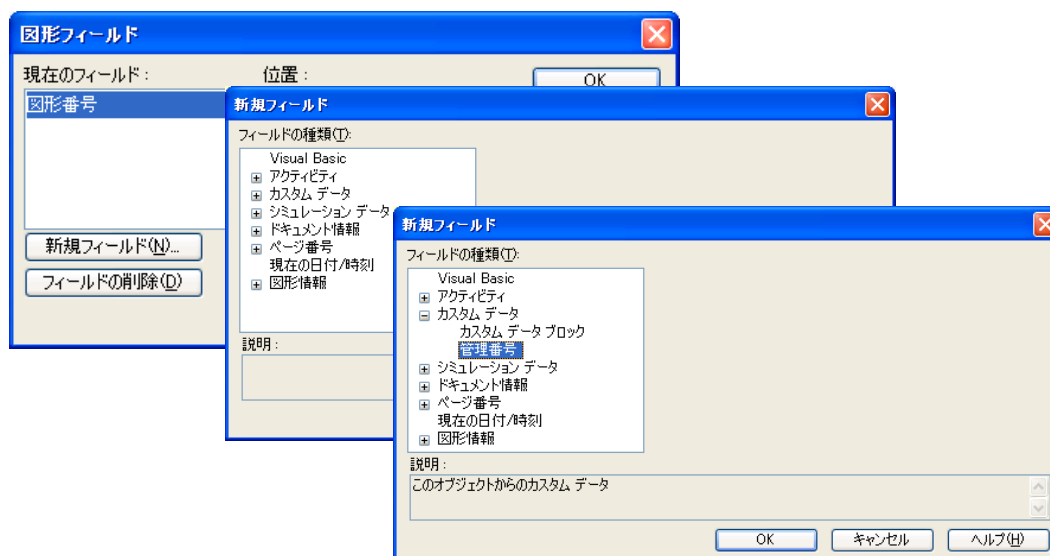 図形フィールド
現在のフィールド： 位置：
OK
図形番号
新規フィールド(N)...
フィールドの削除(D)
新規フィールド
フィールドの種類(T):
Visual Basic
アクティビティ
カスタム データ
シミュレーション データ
ドキュメント情報
ページ番号
現在の日付/時刻
図形情報
説明：
新規フィールド
フィールドの種類(T):
Visual Basic
アクティビティ
カスタム データ
カスタム データ ブロック
管理番号
シミュレーション データ
ドキュメント情報
ページ番号
現在の日付/時刻
図形情報
説明：
このオブジェクトからのカスタム データ
OK キャンセル ヘルプ(H)